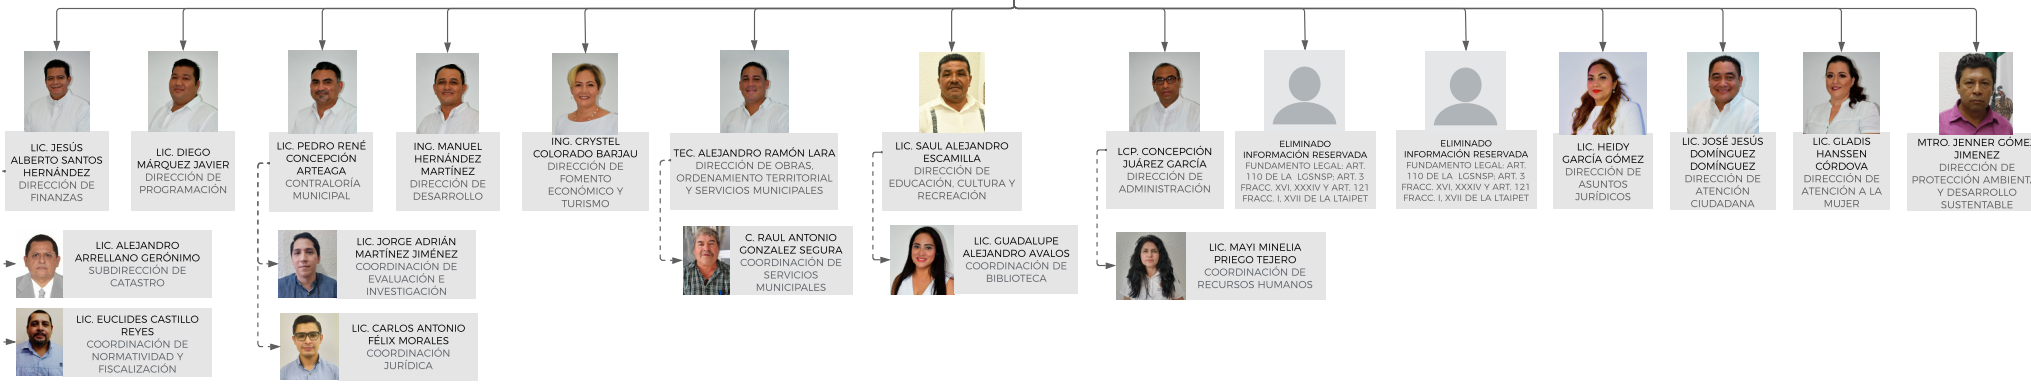 LIC. JESÚS
ALBERTO SANTOS
HERNÁNDEZ
DIRECCIÓN DE
FINANZAS
LIC. DIEGO
MÁRQUEZ JAVIER
DIRECCIÓN DE
PROGRAMACIÓN
LIC. PEDRO RENÉ
CONCEPCIÓN
ARTEAGA
CONTRALORÍA
MUNICIPAL
ING. MANUEL
HERNÁNDEZ
MARTÍNEZ
DIRECCIÓN DE
DESARROLLO
ING. CRYSTEL
COLORADO BARJAU
DIRECCIÓN DE
FOMENTO
ECONÓMICO Y
TURISMO
TEC. ALEJANDRO RAMÓN LARA
DIRECCIÓN DE OBRAS,
ORDENAMIENTO TERRITORIAL
Y SERVICIOS MUNICIPALES
LIC. SAUL ALEJANDRO
ESCAMILLA
DIRECCIÓN DE
EDUCACIÓN, CULTURA Y
RECREACIÓN
LCP. CONCEPCIÓN
JUÁREZ GARCÍA
DIRECCIÓN DE
ADMINISTRACIÓN
ELIMINADO
INFORMACIÓN RESERVADA
FUNDAMENTO LEGAL: ART.
110 DE LA LGSNSP; ART. 3
FRACC. XVI, XXXIV Y ART. 121
FRACC. I, XVII DE LA LTAIPET
ELIMINADO
INFORMACIÓN RESERVADA
FUNDAMENTO LEGAL: ART.
110 DE LA LGSNSP; ART. 3
FRACC. XVI, XXXIV Y ART. 121
FRACC. I, XVII DE LA LTAIPET
LIC. HEIDY
GARCÍA GÓMEZ
DIRECCIÓN DE
ASUNTOS
JURÍDICOS
LIC. JOSÉ JESÚS
DOMÍNGUEZ
DOMÍNGUEZ
DIRECCIÓN DE
ATENCIÓN
CIUDADANA
LIC. GLADIS
HANSSEN
CÓRDOVA
DIRECCIÓN DE
ATENCIÓN A LA
MUJER
MTRO. JENNER GÓME
JIMENEZ
DIRECCIÓN DE
PROTECCIÓN AMBIENTA
Y DESARROLLO
SUSTENTABLE
LIC. ALEJANDRO
ARRELLANO GERÓNIMO
SUBDIRECCIÓN DE
CATASTRO
LIC. JORGE ADRIÁN
MARTÍNEZ JIMÉNEZ
COORDINACIÓN DE
EVALUACIÓN E
INVESTIGACIÓN
C. RAUL ANTONIO
GONZALEZ SEGURA
COORDINACIÓN DE
SERVICIOS
MUNICIPALES
LIC. GUADALUPE
ALEJANDRO AVALOS
COORDINACIÓN DE
BIBLIOTECA
LIC. MAYI MINELIA
PRIEGO TEJERO
COORDINACIÓN DE
RECURSOS HUMANOS
LIC. EUCLIDES CASTILLO
REYES
COORDINACIÓN DE
NORMATIVIDAD Y
FISCALIZACIÓN
LIC. CARLOS ANTONIO
FÉLIX MORALES
COORDINACIÓN
JURÍDICA